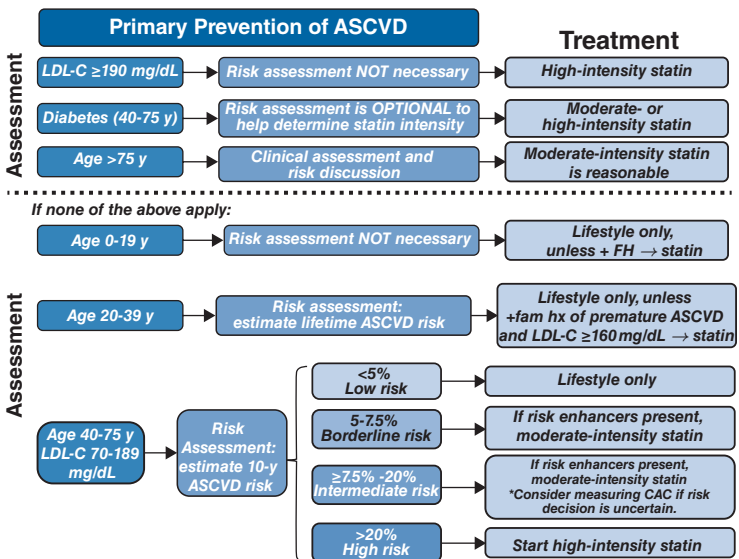 Primary Prevention of ASCVD
Treatment
Assessment
LDL-C ≥190 mg/dL
Risk assessment NOT necessary
High-intensity statin
Diabetes (40-75 y)
Risk assessment is OPTIONAL to
help determine statin intensity
Moderate- or
high-intensity statin
Age >75 y
Clinical assessment and
risk discussion
Moderate-intensity statin
is reasonable
If none of the above apply:
Assessment
Age 0-19 y
Risk assessment NOT necessary
Lifestyle only,
unless + FH → statin
Age 20-39 y
Risk assessment:
estimate lifetime ASCVD risk
Lifestyle only, unless
+fam hx of premature ASCVD
and LDL-C ≥160 mg/dL → statin
Age 40-75 y
LDL-C 70-189
mg/dL
Risk
Assessment:
estimate 10-y
ASCVD risk
<5%
Low risk
Lifestyle only
5-7.5%
Borderline risk
If risk enhancers present,
moderate-intensity statin
≥7.5% -20%
Intermediate risk
If risk enhancers present,
moderate-intensity statin
*Consider measuring CAC if risk
decision is uncertain.
>20%
High risk
Start high-intensity statin